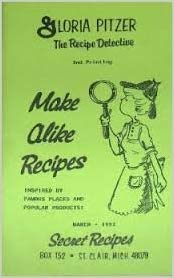 GLORIA PITZER
The Recipe Detective
3rd Printing
Make
Alike
Recipes
INSPIRED BY
FAMOUS PLACES AND
POPULAR PRODUCTS!
MARCH - 1992
Secret Recipes
BOX 152 • ST. CLAIR, MICH. 48079